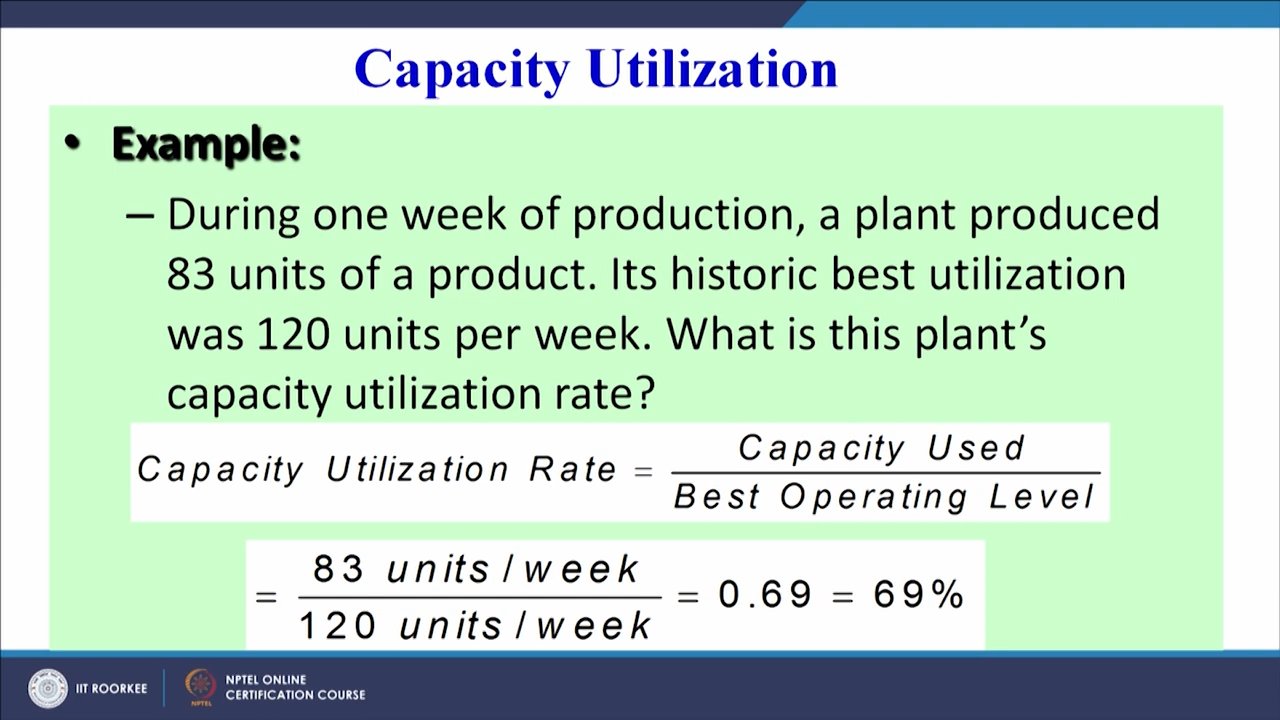 Capacity Utilization
• Example:
– During one week of production, a plant produced
83 units of a product. Its historic best utilization
was 120 units per week. What is this plant’s
capacity utilization rate?
Capacity Utilization Rate = Capacity Used / Best Operating Level
= 83 units/week / 120 units/week = 0.69 = 69%
IIT ROORKEE
NPTEL
NPTEL ONLINE
CERTIFICATION COURSE